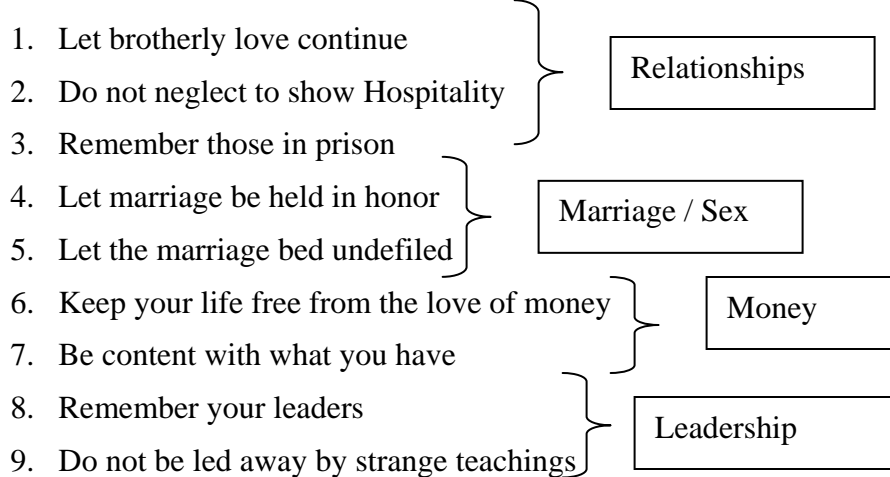 1. Let brotherly love continue
2. Do not neglect to show Hospitality
3. Remember those in prison
Relationships
4. Let marriage be held in honor
5. Let the marriage bed undefiled
Marriage / Sex
6. Keep your life free from the love of money
7. Be content with what you have
Money
8. Remember your leaders
9. Do not be led away by strange teachings
Leadership